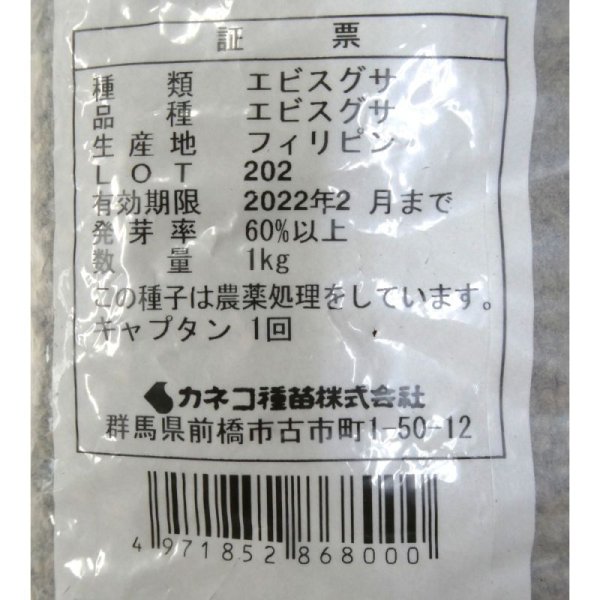 証 票
種 類 エビスグサ
品 種 エビスグサ
生 産 地 フィリピン
LOT 202
有効期限 2022年2 月まで
発 芽 率 60%以上
数 量 1kg
この種子は農薬処理をしています。
キャプタン 1回
カネコ種苗株式会社
群馬県前橋市古市町1-50-12
4 971852 868000